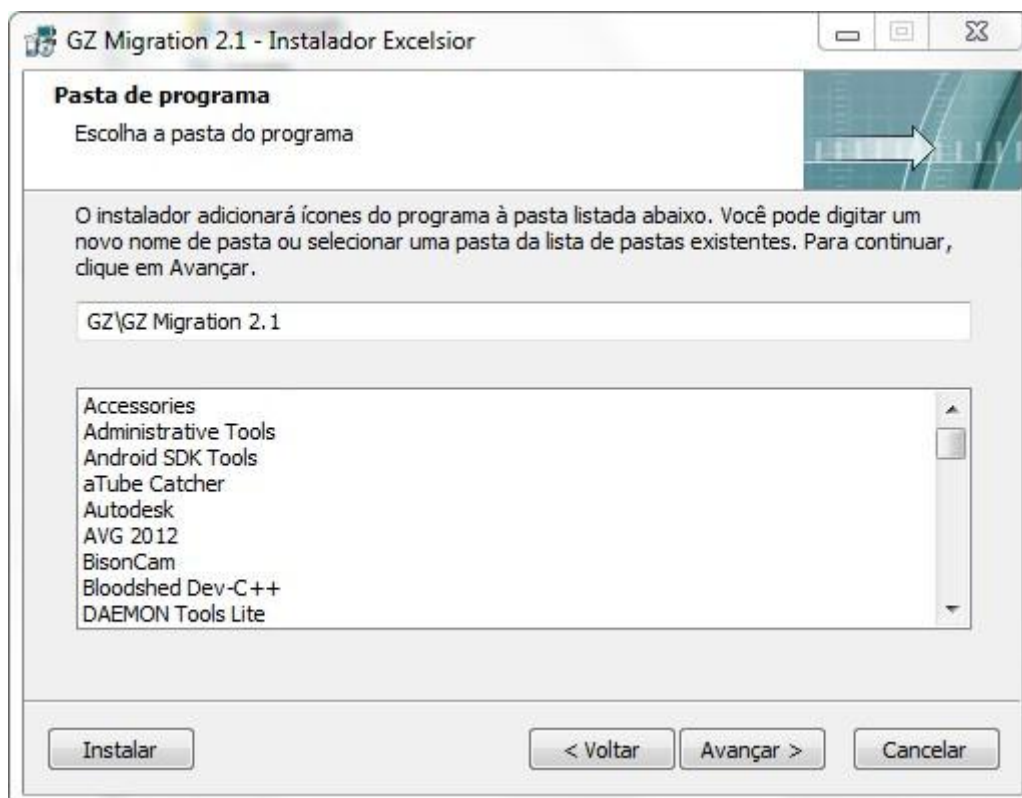 GZ Migration 2.1 - Instalador Excelsior
Pasta de programa
Escolha a pasta do programa
O instalador adicionará ícones do programa à pasta listada abaixo. Você pode digitar um
novo nome de pasta ou selecionar uma pasta da lista de pastas existentes. Para continuar,
clique em Avançar.
GZ\GZ Migration 2.1
Accessories
Administrative Tools
Android SDK Tools
aTube Catcher
Autodesk
AVG 2012
BisonCam
Bloodshed Dev-C++
DAEMON Tools Lite
Instalar
< Voltar
Avançar >
Cancelar